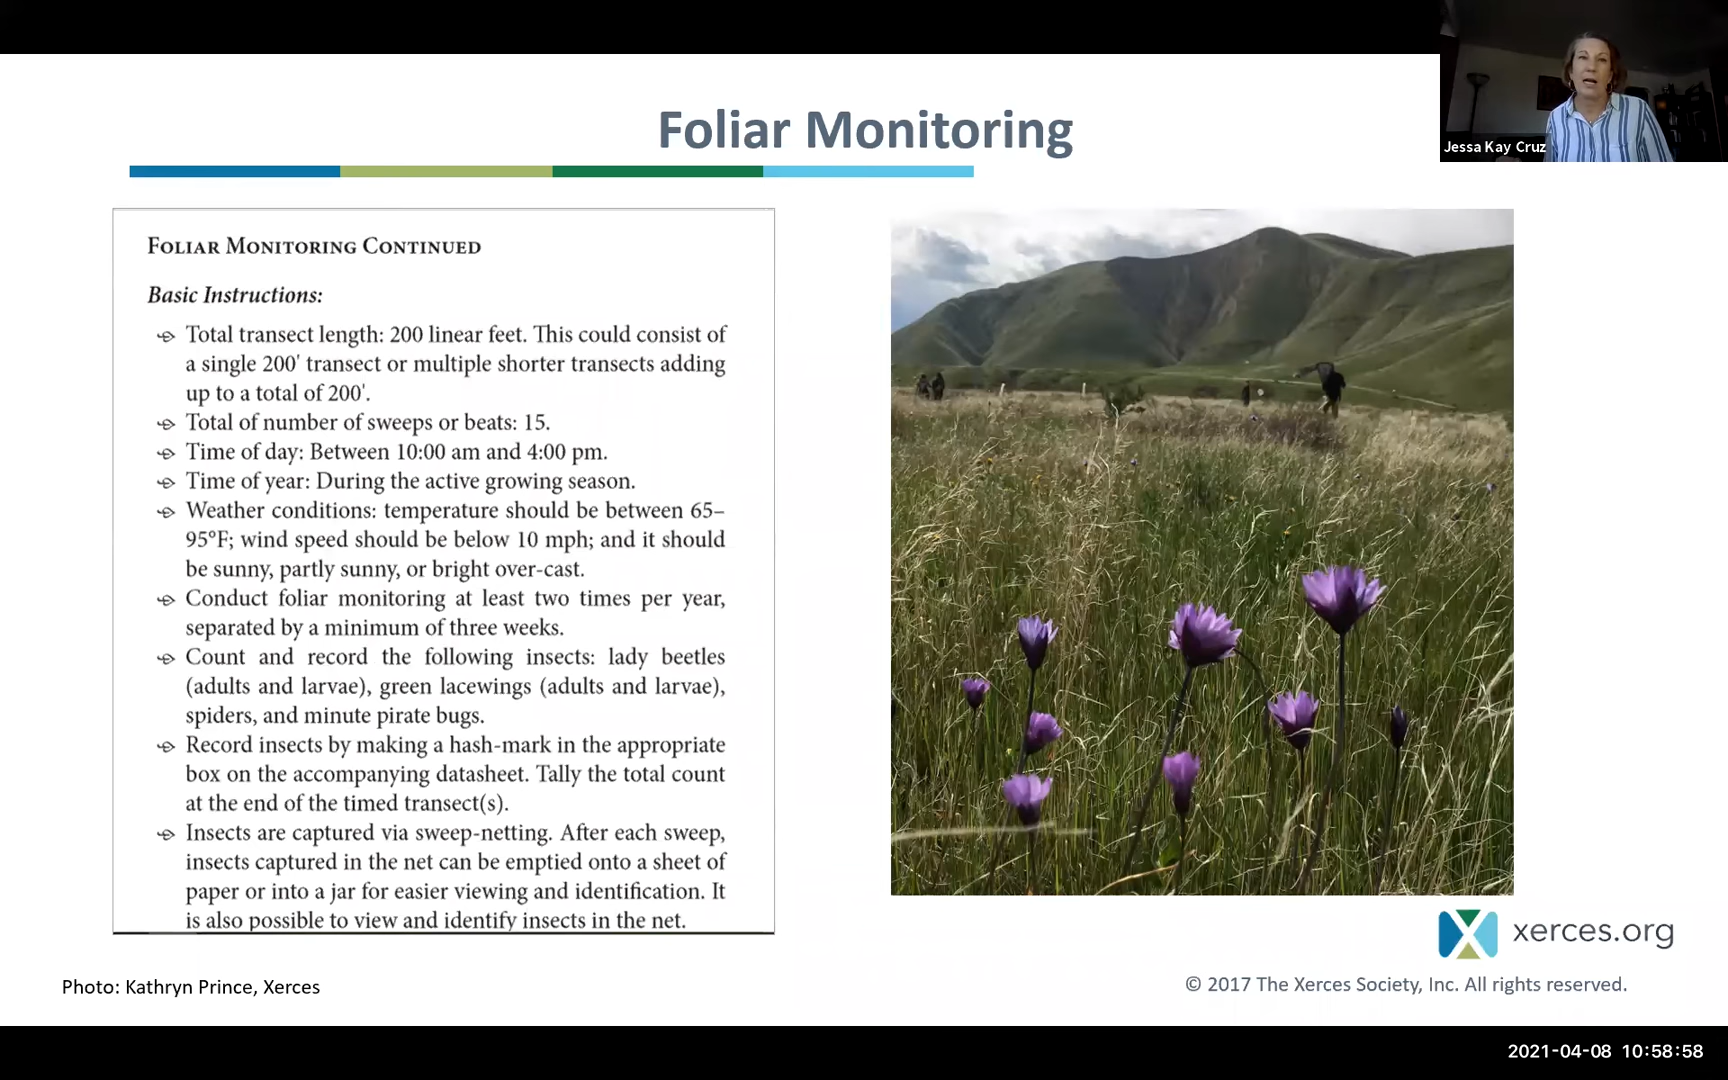 Foliar Monitoring
Jessa Kay Cruz
FOLIAR MONITORING CONTINUED
Basic Instructions:
Total transect length: 200 linear feet. This could consist of
a single 200' transect or multiple shorter transects adding
up to a total of 200'.
Total of number of sweeps or beats: 15.
Time of day: Between 10:00 am and 4:00 pm.
Time of year: During the active growing season.
Weather conditions: temperature should be between 65–
95°F; wind speed should be below 10 mph; and it should
be sunny, partly sunny, or bright over-cast.
Conduct foliar monitoring at least two times per year,
separated by a minimum of three weeks.
Count and record the following insects: lady beetles
(adults and larvae), green lacewings (adults and larvae),
spiders, and minute pirate bugs.
Record insects by making a hash-mark in the appropriate
box on the accompanying datasheet. Tally the total count
at the end of the timed transect(s).
Insects are captured via sweep-netting. After each sweep,
insects captured in the net can be emptied onto a sheet of
paper or into a jar for easier viewing and identification. It
is also possible to view and identify insects in the net.
xerces.org
Photo: Kathryn Prince, Xerces
© 2017 The Xerces Society, Inc. All rights reserved.
2021-04-08 10:58:58